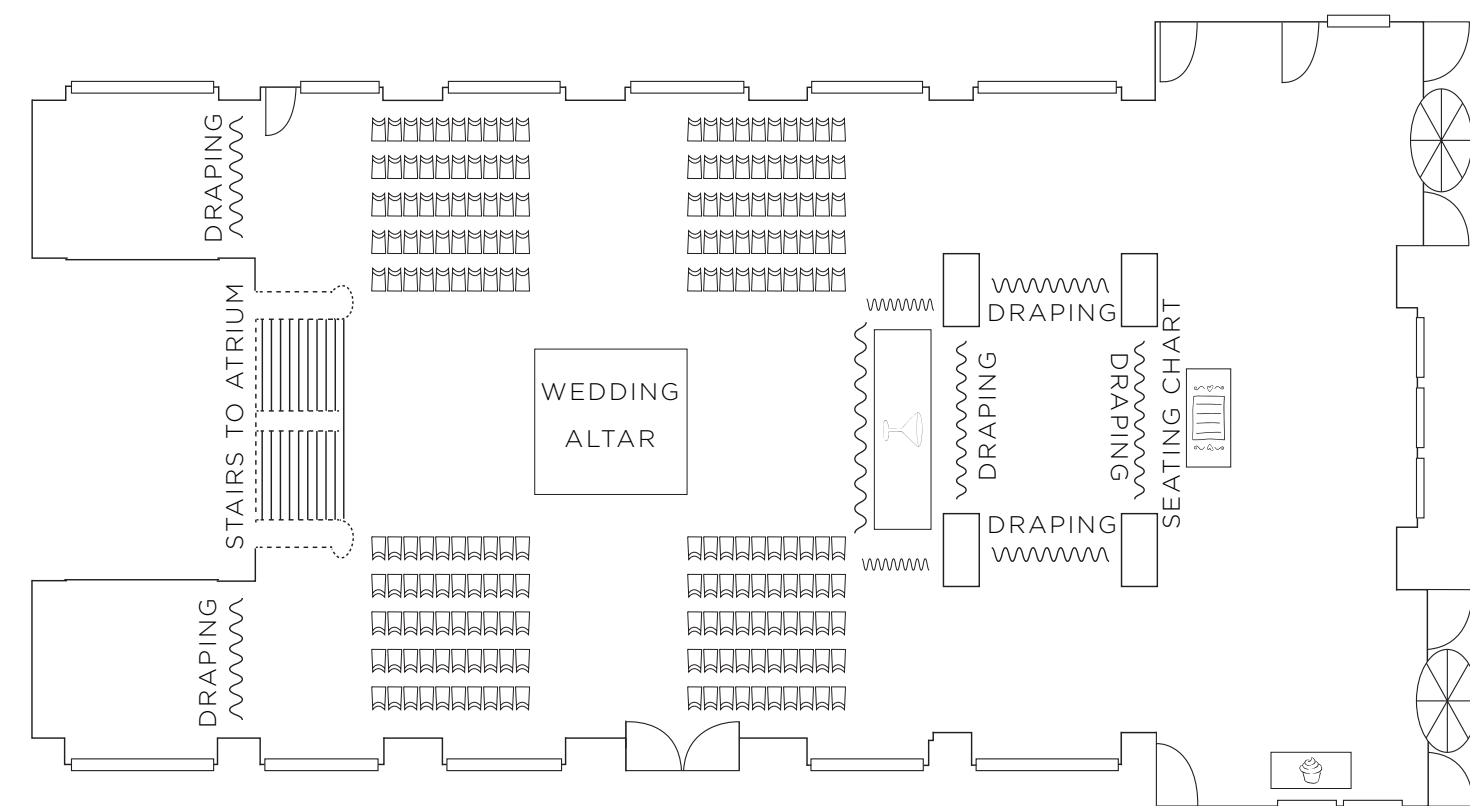 DRAPING
STAIRS TO ATRIUM
DRAPING
WEDDING
ALTAR
DRAPING
DRAPING
DRAPING
DRAPING
SEATING CHART